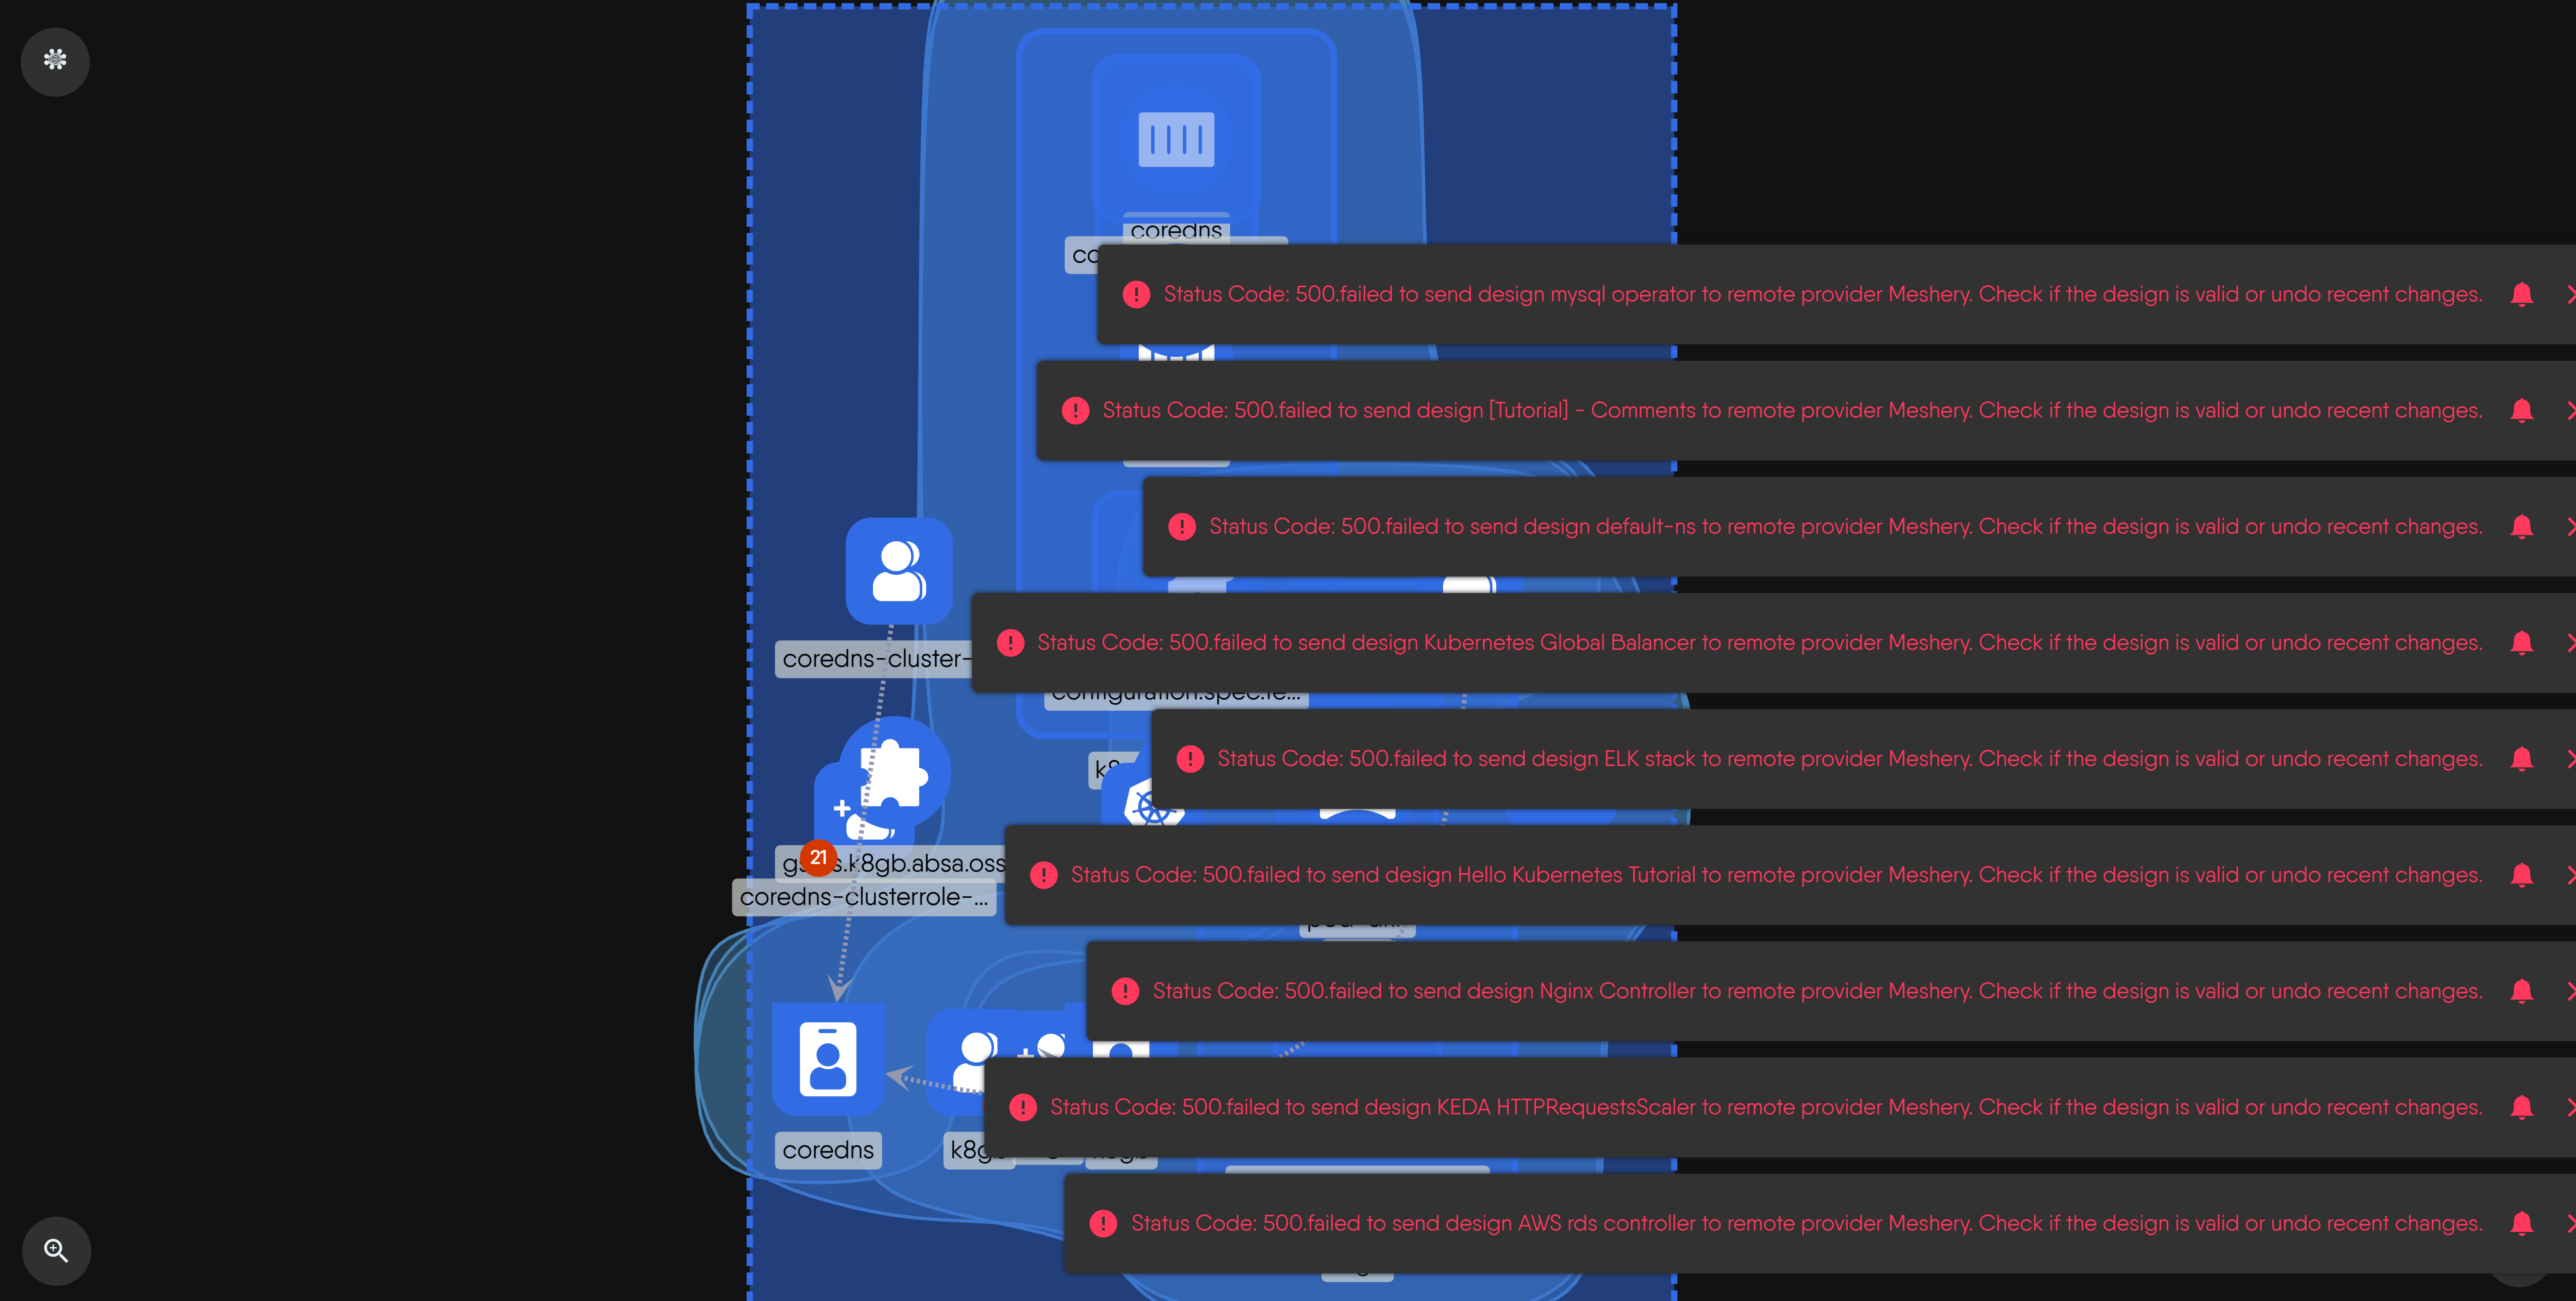 coredns
Status Code: 500.failed to send design mysql operator to remote provider Meshery. Check if the design is valid or undo recent changes.
Status Code: 500.failed to send design [Tutorial] - Comments to remote provider Meshery. Check if the design is valid or undo recent changes.
Status Code: 500.failed to send design default-ns to remote provider Meshery. Check if the design is valid or undo recent changes.
Status Code: 500.failed to send design Kubernetes Global Balancer to remote provider Meshery. Check if the design is valid or undo recent changes.
coredns-cluster-
configuration.spec.re...
Status Code: 500.failed to send design ELK stack to remote provider Meshery. Check if the design is valid or undo recent changes.
21
s.k8gb.absa.oss
Status Code: 500.failed to send design Hello Kubernetes Tutorial to remote provider Meshery. Check if the design is valid or undo recent changes.
coredns-clusterrole-...
Status Code: 500.failed to send design Nginx Controller to remote provider Meshery. Check if the design is valid or undo recent changes.
Status Code: 500.failed to send design KEDA HTTPRequestsScaler to remote provider Meshery. Check if the design is valid or undo recent changes.
coredns
Status Code: 500.failed to send design AWS rds controller to remote provider Meshery. Check if the design is valid or undo recent changes.